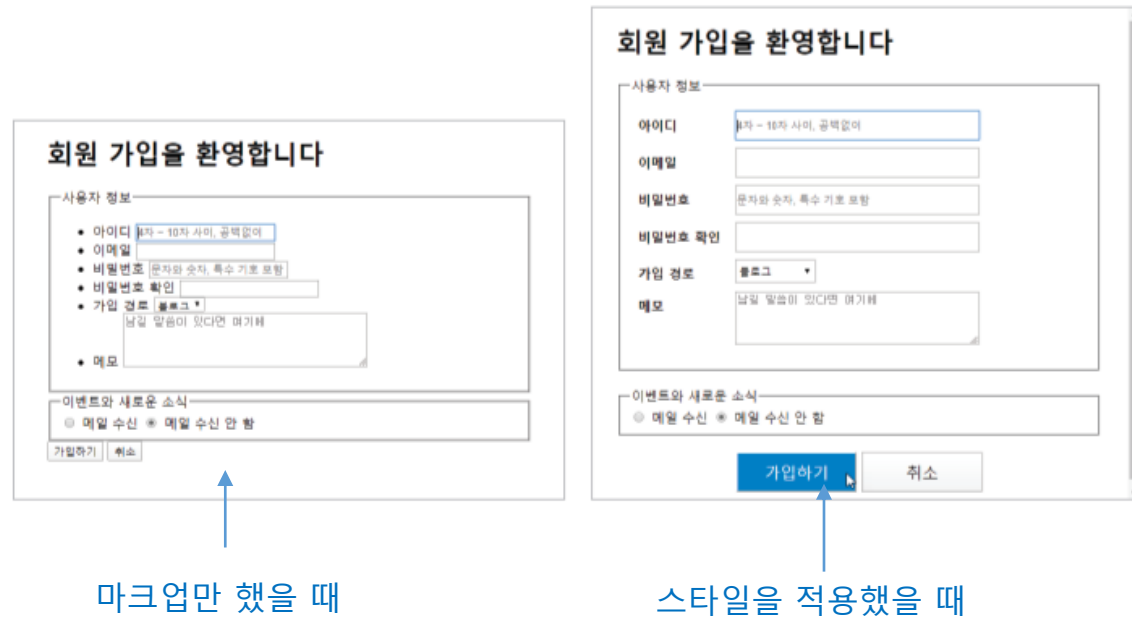 회원 가입을 환영합니다
사용자 정보
아이디 4자 ~ 10자 사이, 공백없이
이메일
비밀번호 문자와 숫자, 특수 기호 포함
비밀번호 확인
가입 경로 블로그
남길 말씀이 있다면 여기에
메모
이벤트와 새로운 소식
메일 수신 메일 수신 안 함
가입하기 취소
마크업만 했을 때
회원 가입을 환영합니다
사용자 정보
아이디 4자 ~ 10자 사이, 공백없이
이메일
비밀번호 문자와 숫자, 특수 기호 포함
비밀번호 확인
가입 경로 블로그
메모 남길 말씀이 있다면 여기에
이벤트와 새로운 소식
메일 수신 메일 수신 안 함
가입하기 취소
스타일을 적용했을 때